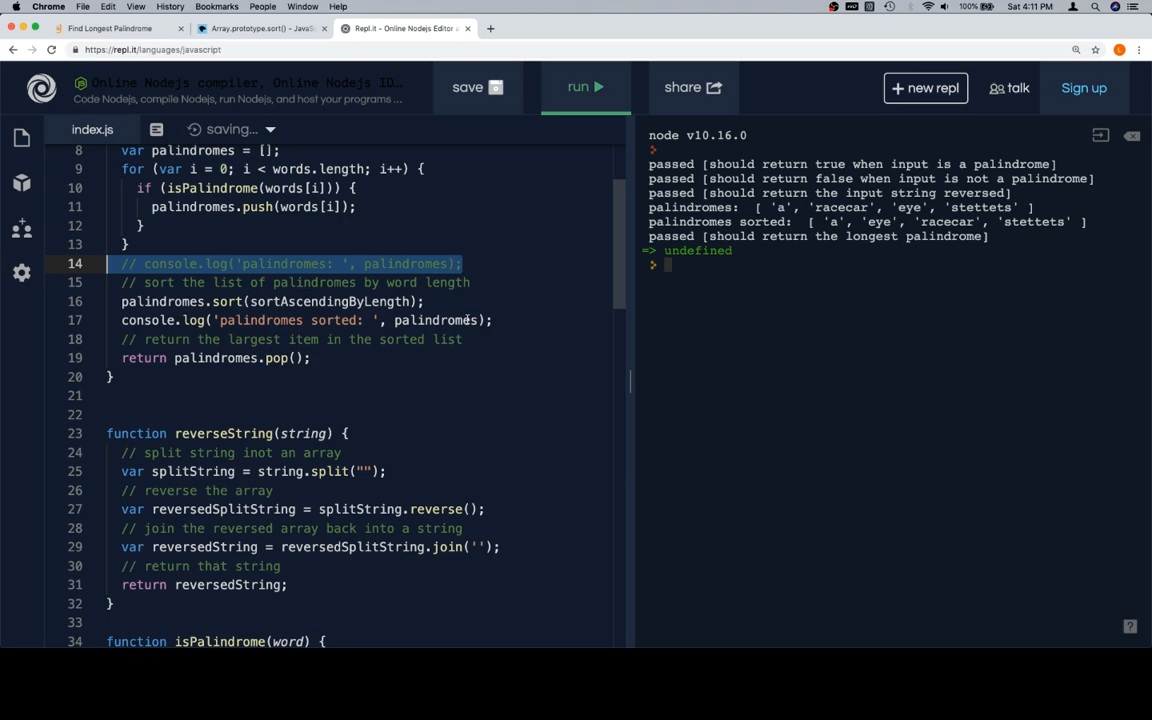 Chrome File Edit View History Bookmarks People Window Help 100% Sat 4:11 PM
Find Longest Palindrome
Array.prototype.sort() - JavaSc
Repl.it - Online Nodejs Editor a
https://repl.it/languages/javascript
Online Nodejs compiler, Online Nodejs ID...
Code Nodejs, compile Nodejs, run Nodejs, and host your programs ...
save
run
share
+ new repl
talk
Sign up
index.js
saving...
8 var palindromes = [];
9 for (var i = 0; i < words.length; i++) {
10 if (isPalindrome(words[i])) {
11 palindromes.push(words[i]);
12 }
13 }
14 // console.log('palindromes: ', palindromes);
15 // sort the list of palindromes by word length
16 palindromes.sort(sortAscendingByLength);
17 console.log('palindromes sorted: ', palindromes);
18 // return the largest item in the sorted list
19 return palindromes.pop();
20 }
21
22
23 function reverseString(string) {
24 // split string inot an array
25 var splitString = string.split("");
26 // reverse the array
27 var reversedSplitString = splitString.reverse();
28 // join the reversed array back into a string
29 var reversedString = reversedSplitString.join('');
30 // return that string
31 return reversedString;
32 }
33
34 function isPalindrome(word) {
node v10.16.0
passed [should return true when input is a palindrome]
passed [should return false when input is not a palindrome]
passed [should return the input string reversed]
palindromes: [ 'a', 'racecar', 'eye', 'stettets' ]
palindromes sorted: [ 'a', 'eye', 'racecar', 'stettets' ]
passed [should return the longest palindrome]
=> undefined
?